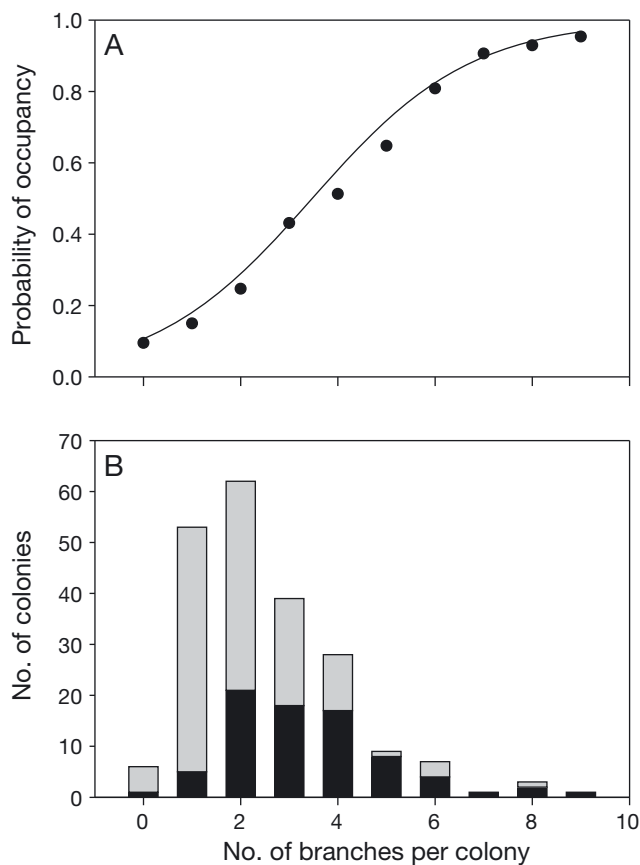 A
Probability of occupancy
1.0
0.8
0.6
0.4
0.2
0.0
B
No. of colonies
70
60
50
40
30
20
10
0
0 2 4 6 8 10
No. of branches per colony